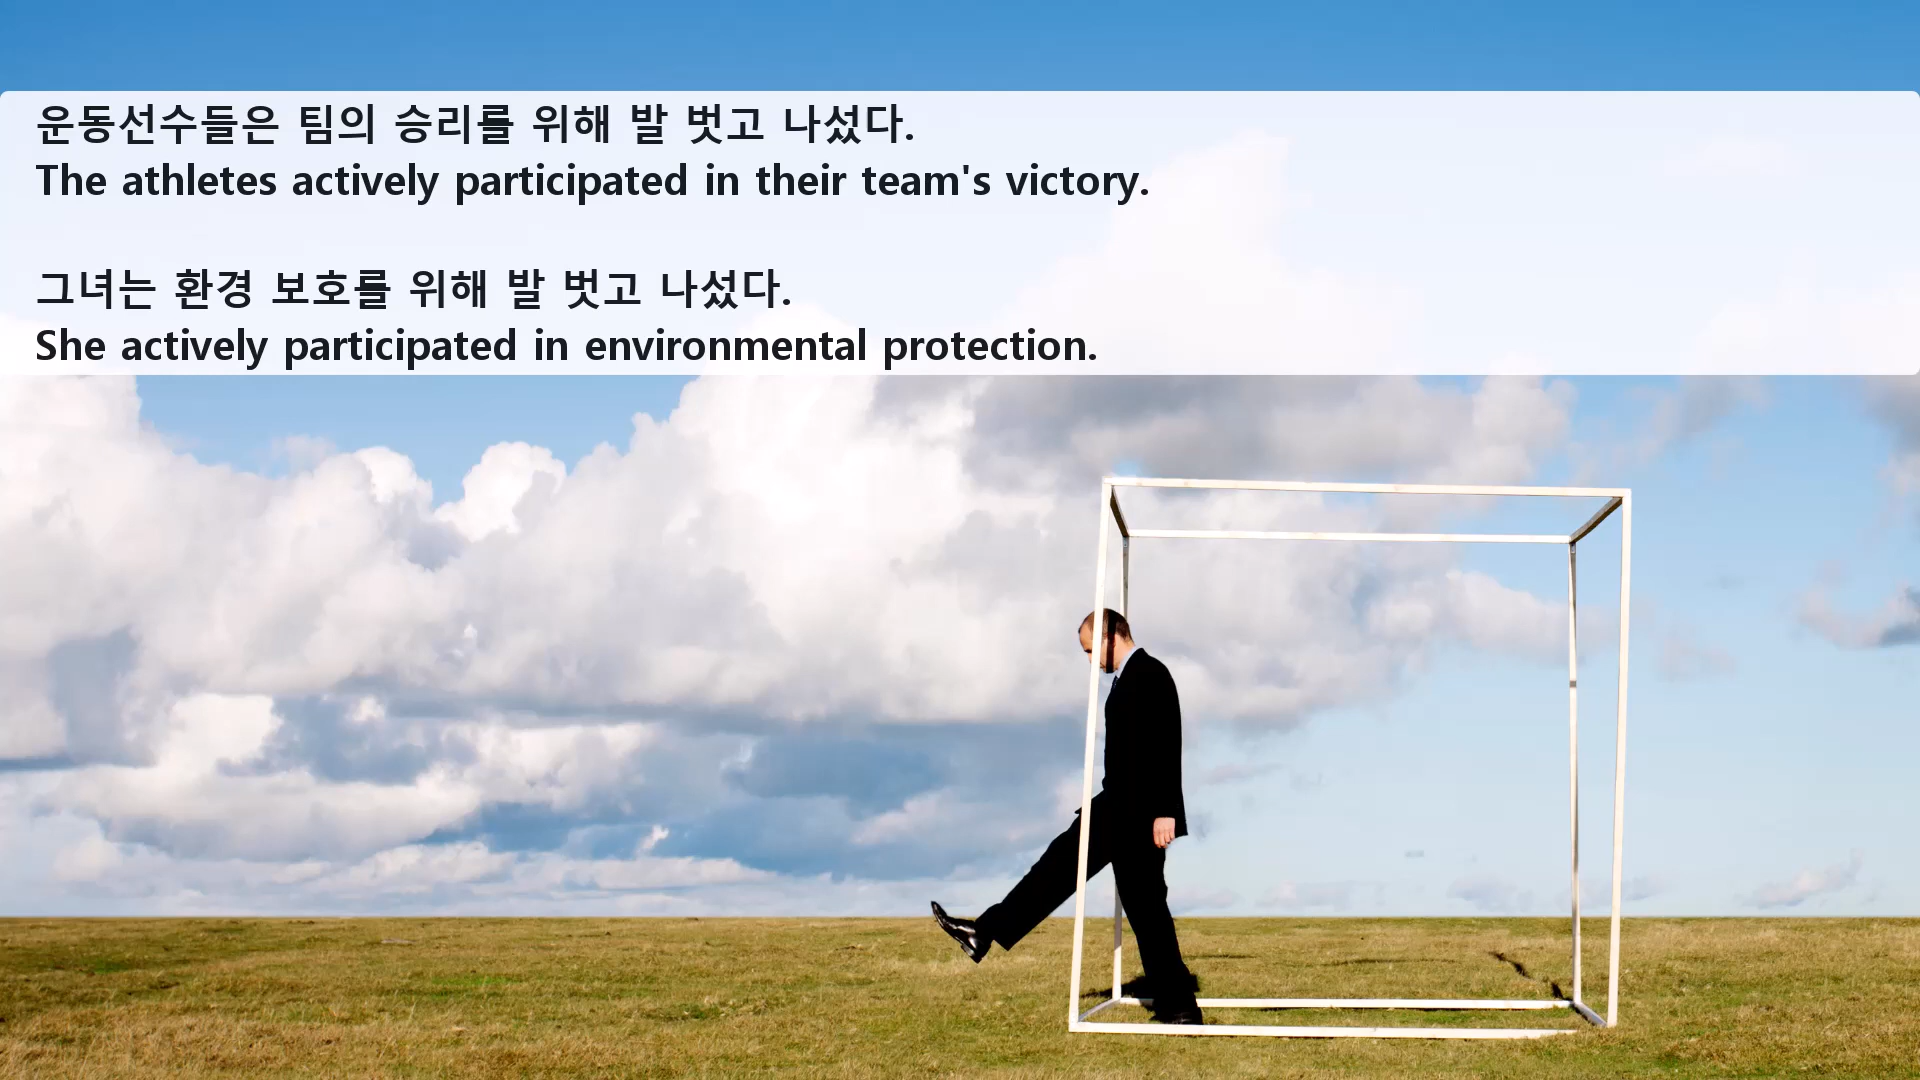 운동선수들은 팀의 승리를 위해 발 벗고 나섰다.
The athletes actively participated in their team's victory.
그녀는 환경 보호를 위해 발 벗고 나섰다.
She actively participated in environmental protection.